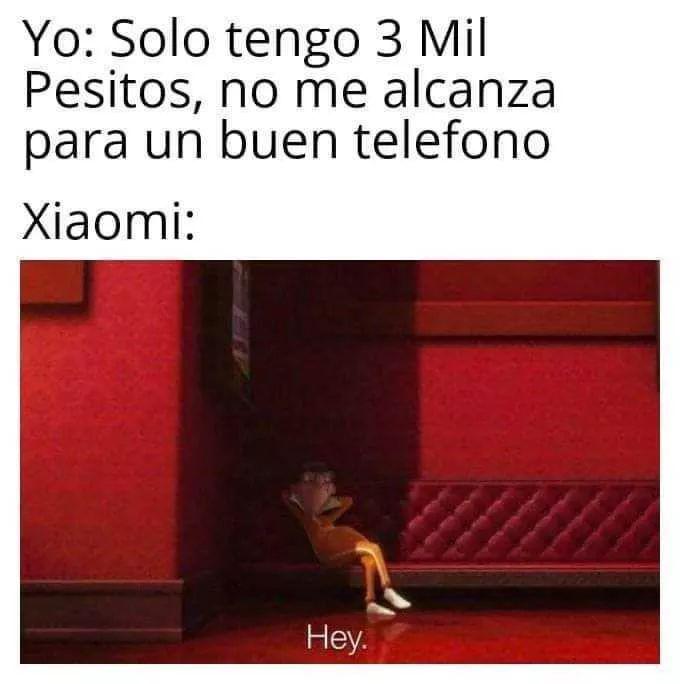 Yo: Solo tengo 3 Mil
Pesitos, no me alcanza
para un buen telefono
Xiaomi:
Hey.